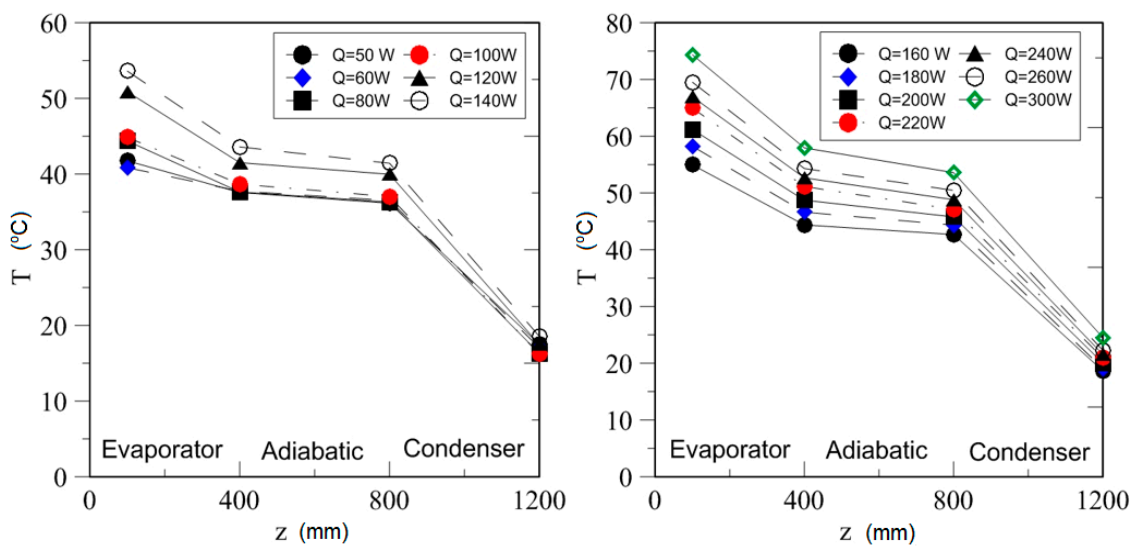 60
50
40
30
20
10
0
T (ºC)
Q=50 W Q=100W
Q=60W Q=120W
Q=80W Q=140W
Evaporator Adiabatic Condenser
0 400 800 1200
z (mm)
80
70
60
50
40
30
20
10
0
T (ºC)
Q=160 W Q=240W
Q=180W Q=260W
Q=200W Q=300W
Q=220W
Evaporator Adiabatic Condenser
0 400 800 1200
z (mm)